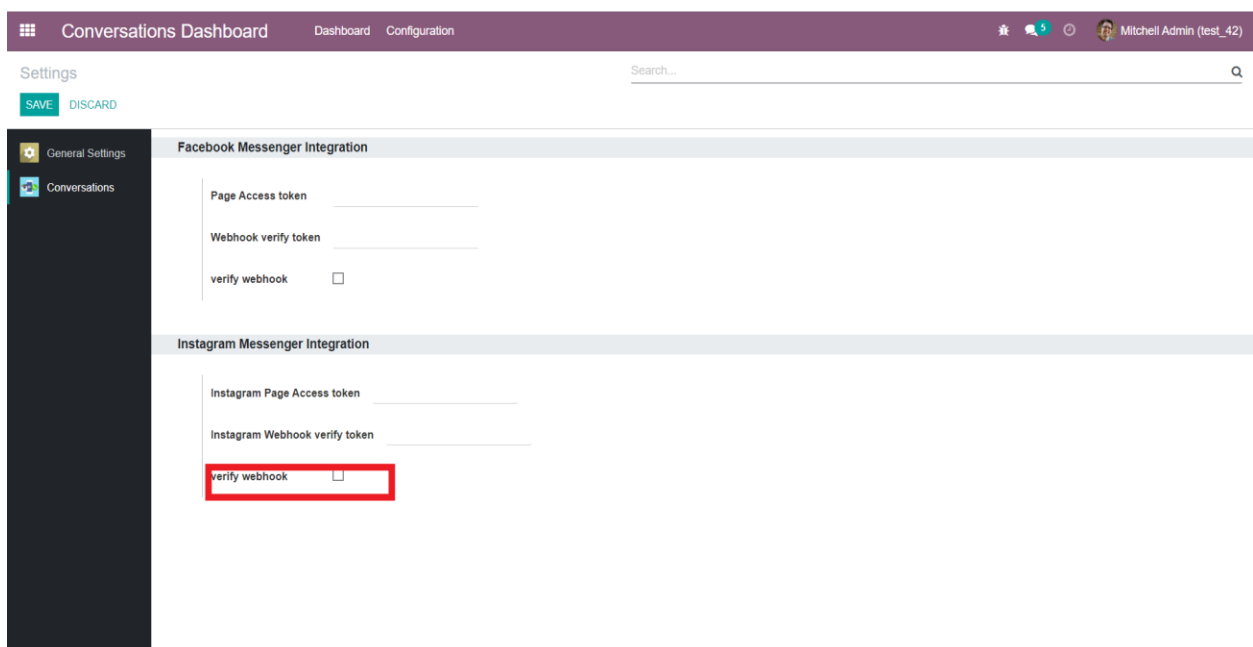 Conversations Dashboard Dashboard Configuration 5 Mitchell Admin (test_42)
Settings Search...
SAVE DISCARD
General Settings
Conversations
Facebook Messenger Integration
Page Access token
Webhook verify token
verify webhook
Instagram Messenger Integration
Instagram Page Access token
Instagram Webhook verify token
verify webhook